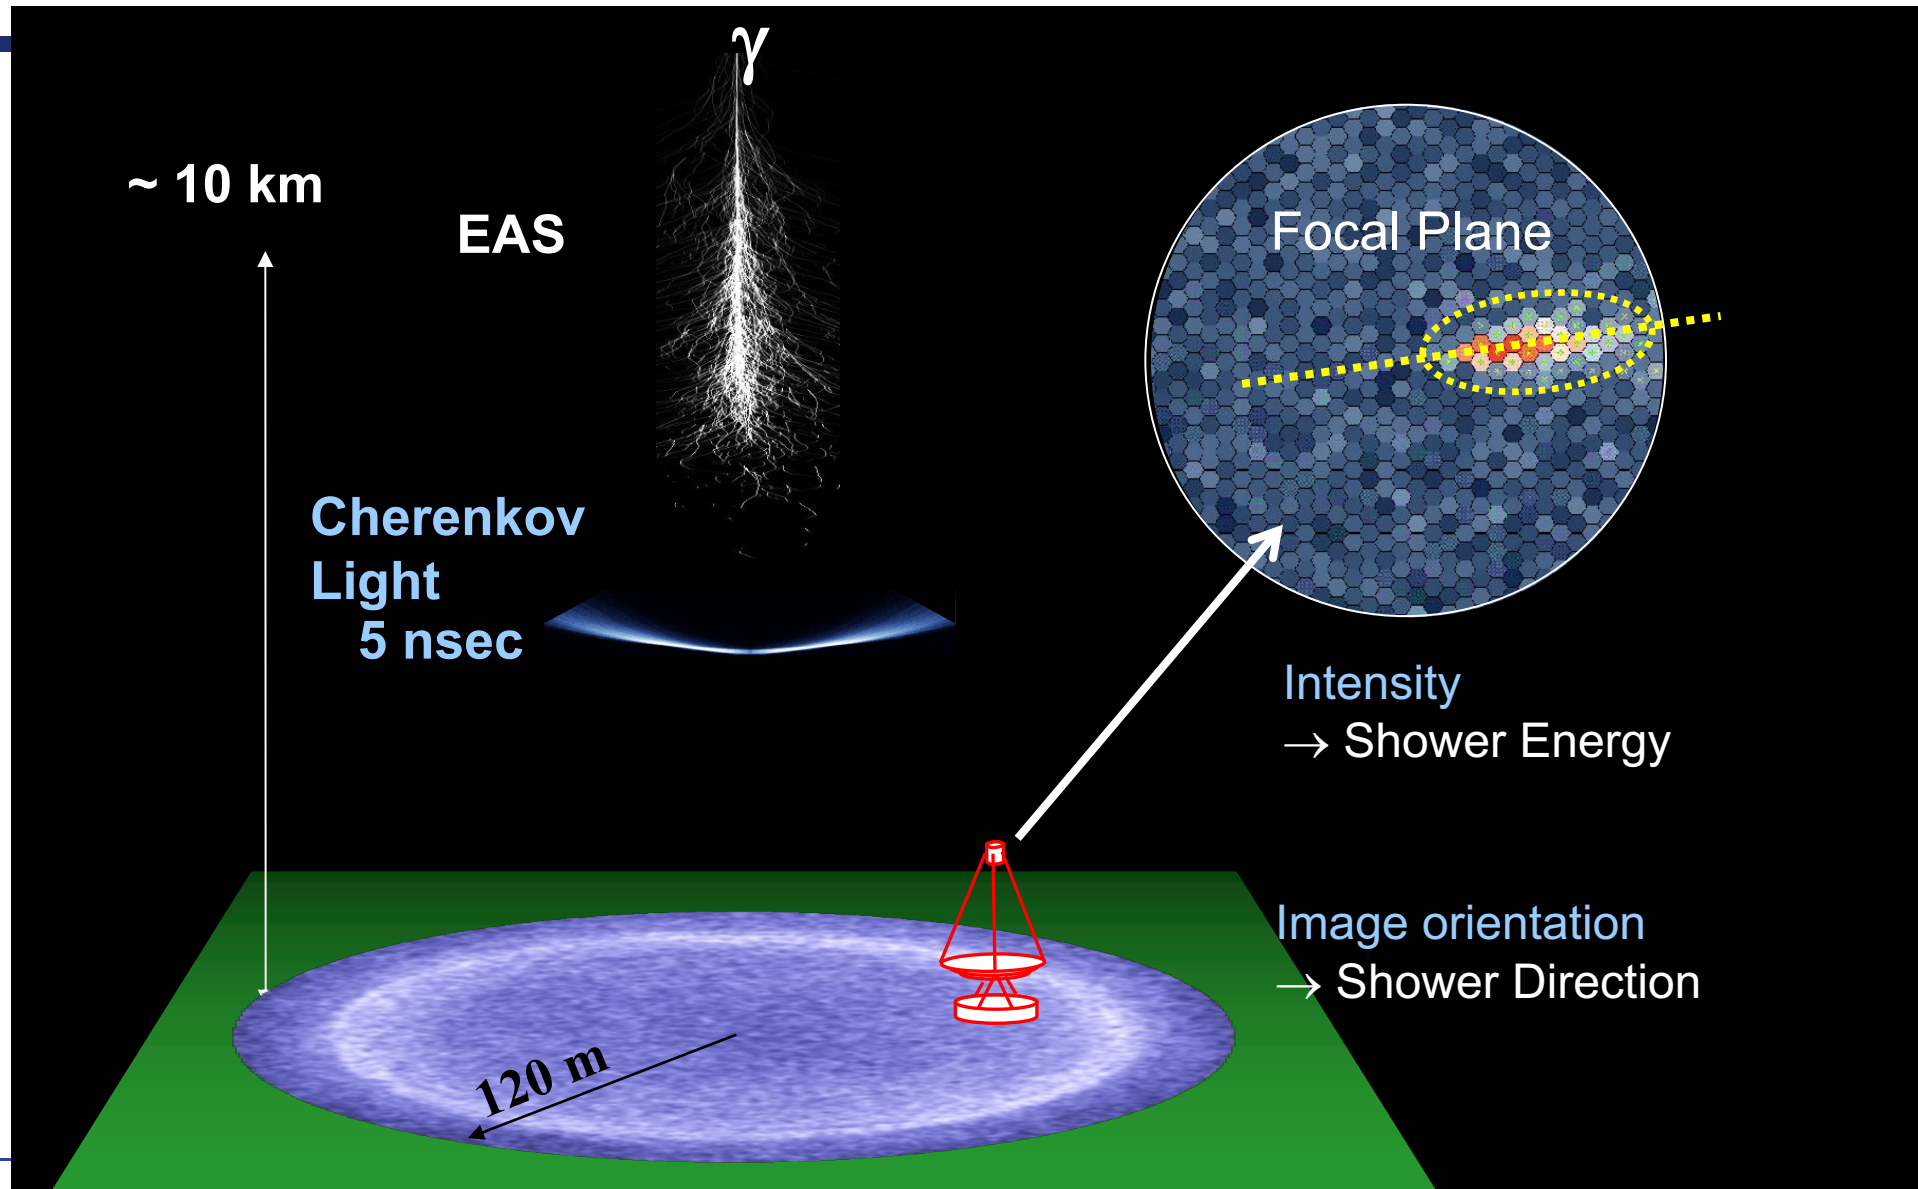 γ
~ 10 km
EAS
Focal Plane
Cherenkov
Light
5 nsec
Intensity
→ Shower Energy
Image orientation
→ Shower Direction
120 m